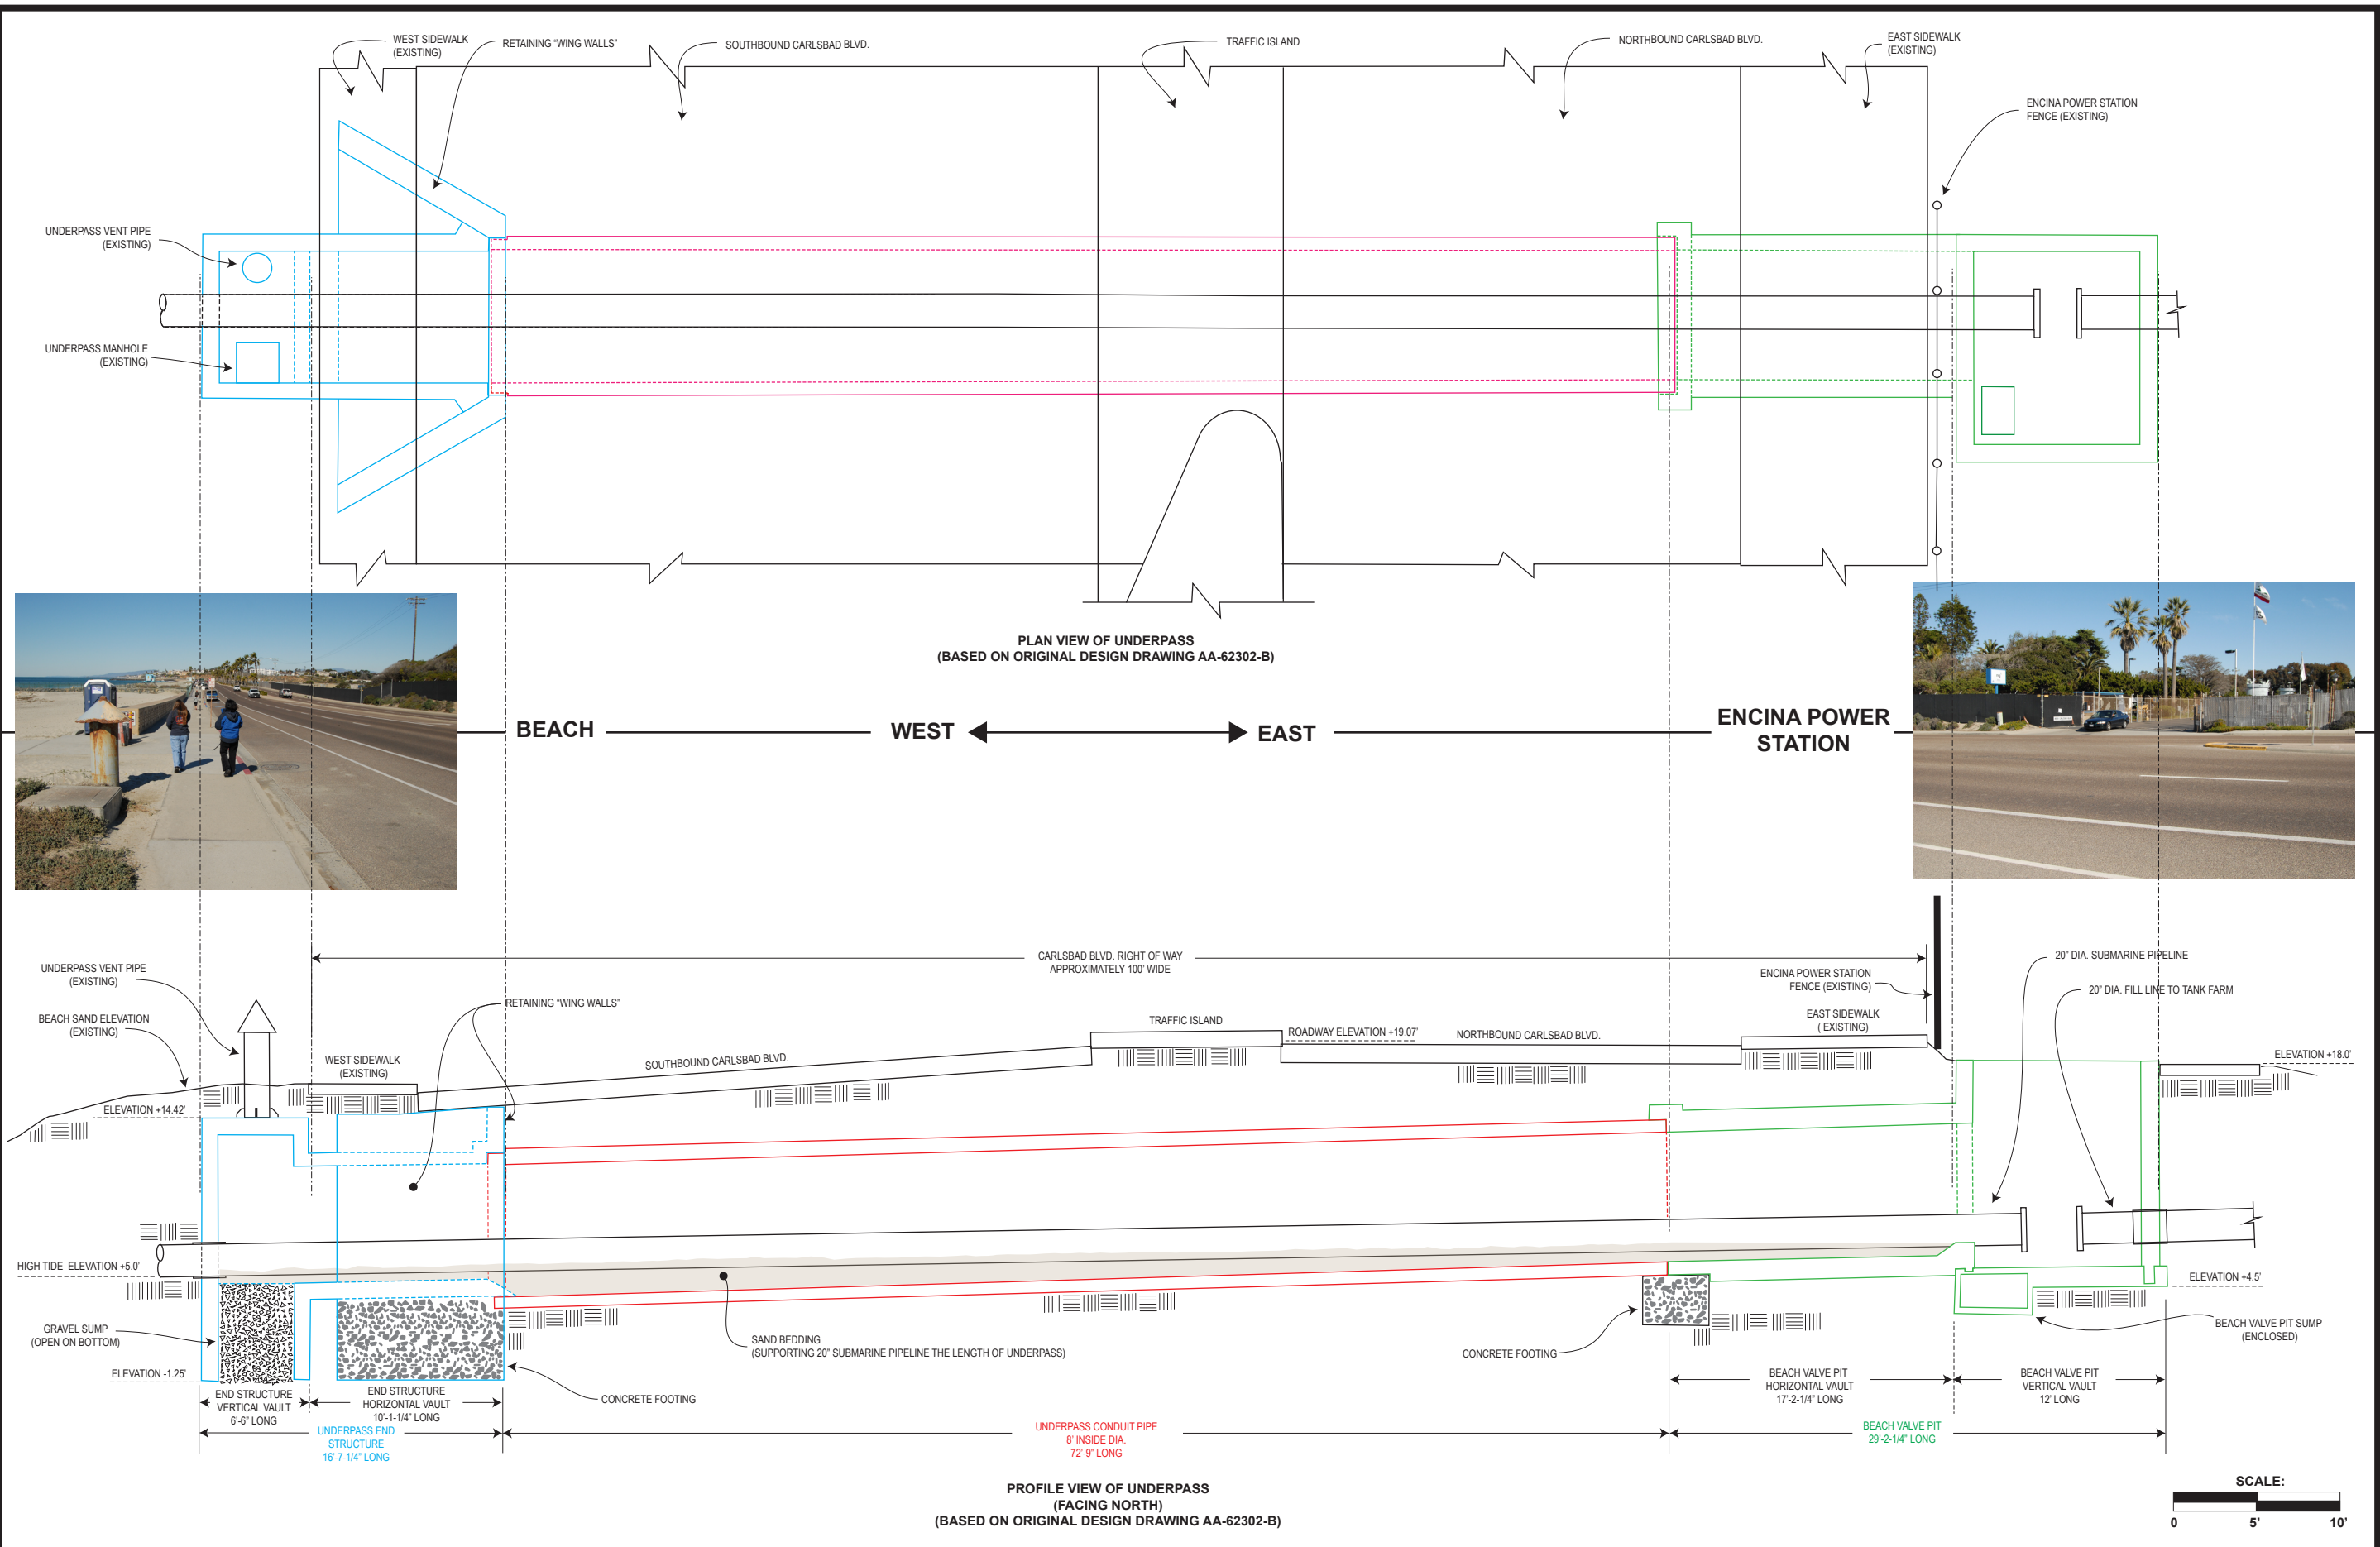 WEST SIDEWALK
(EXISTING)
RETAINING “WING WALLS”
SOUTHBOUND CARLSBAD BLVD.
TRAFFIC ISLAND
NORTHBOUND CARLSBAD BLVD.
EAST SIDEWALK
(EXISTING)
ENCINA POWER STATION
FENCE (EXISTING)
UNDERPASS VENT PIPE
(EXISTING)
UNDERPASS MANHOLE
(EXISTING)
PLAN VIEW OF UNDERPASS
(BASED ON ORIGINAL DESIGN DRAWING AA-62302-B)
BEACH
WEST
EAST
ENCINA POWER
STATION
CARLSBAD BLVD. RIGHT OF WAY
APPROXIMATELY 100' WIDE
UNDERPASS VENT PIPE
(EXISTING)
BEACH SAND ELEVATION
(EXISTING)
RETAINING “WING WALLS”
WEST SIDEWALK
(EXISTING)
SOUTHBOUND CARLSBAD BLVD.
TRAFFIC ISLAND
ROADWAY ELEVATION +19.07'
NORTHBOUND CARLSBAD BLVD.
EAST SIDEWALK
( EXISTING)
ENCINA POWER STATION
FENCE (EXISTING)
20” DIA. SUBMARINE PIPELINE
20” DIA. FILL LINE TO TANK FARM
ELEVATION +18.0'
ELEVATION +14.42'
HIGH TIDE ELEVATION +5.0'
ELEVATION +4.5'
GRAVEL SUMP
(OPEN ON BOTTOM)
ELEVATION -1.25'
SAND BEDDING
(SUPPORTING 20” SUBMARINE PIPELINE THE LENGTH OF UNDERPASS)
CONCRETE FOOTING
CONCRETE FOOTING
BEACH VALVE PIT SUMP
(ENCLOSED)
END STRUCTURE
VERTICAL VAULT
6'-6” LONG
END STRUCTURE
HORIZONTAL VAULT
10'-1-1/4” LONG
BEACH VALVE PIT
HORIZONTAL VAULT
17'-2-1/4” LONG
BEACH VALVE PIT
VERTICAL VAULT
12' LONG
UNDERPASS END
STRUCTURE
16'-7-1/4” LONG
UNDERPASS CONDUIT PIPE
8' INSIDE DIA.
72'-9” LONG
BEACH VALVE PIT
29'-2-1/4” LONG
PROFILE VIEW OF UNDERPASS
(FACING NORTH)
(BASED ON ORIGINAL DESIGN DRAWING AA-62302-B)
SCALE:
0 5' 10'